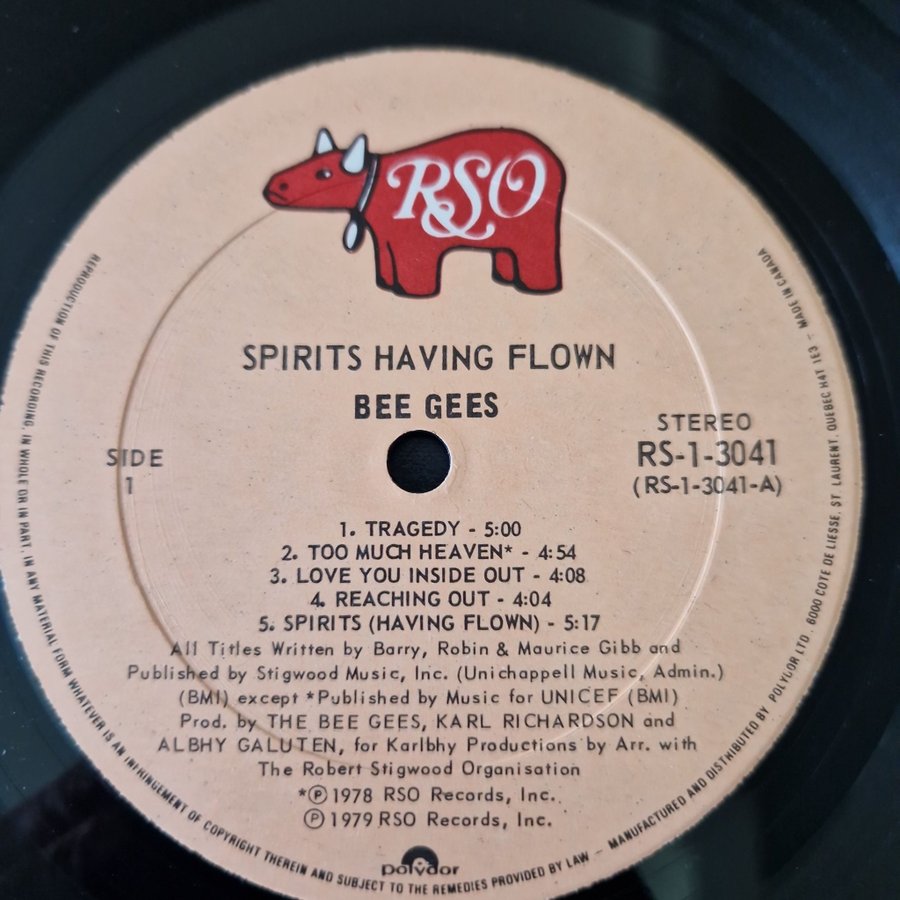 RSO
SPIRITS HAVING FLOWN
BEE GEES
SIDE
1
STEREO
RS-1-3041
(RS-1-3041-A)
1. TRAGEDY - 5:00
2. TOO MUCH HEAVEN* - 4:54
3. LOVE YOU INSIDE OUT - 4:08
4. REACHING OUT - 4:04
5. SPIRITS (HAVING FLOWN) - 5:17
All Titles Written by Barry, Robin & Maurice Gibb and
Published by Stigwood Music, Inc. (Unichappell Music, Admin.)
(BMI) except *Published by Music for UNICEF (BMI)
Prod. by THE BEE GEES, KARL RICHARDSON and
ALBHY GALUTEN, for Karlbhy Productions by Arr. with
The Robert Stigwood Organisation
*℗ 1978 RSO Records, Inc.
℗ 1979 RSO Records, Inc.
polydor
REPRODUCTION OF THIS RECORDING, IN WHOLE OR IN PART, IN ANY MATERIAL FORM WHATEVER IS AN INFRINGEMENT OF COPYRIGHT THEREIN AND SUBJECT TO THE REMEDIES PROVIDED BY LAW – MANUFACTURED AND DISTRIBUTED BY POLYDOR LTD. 6000 COTE DE LIESSE, ST LAURENT, QUEBEC H4T 1E3 – MADE IN CANADA